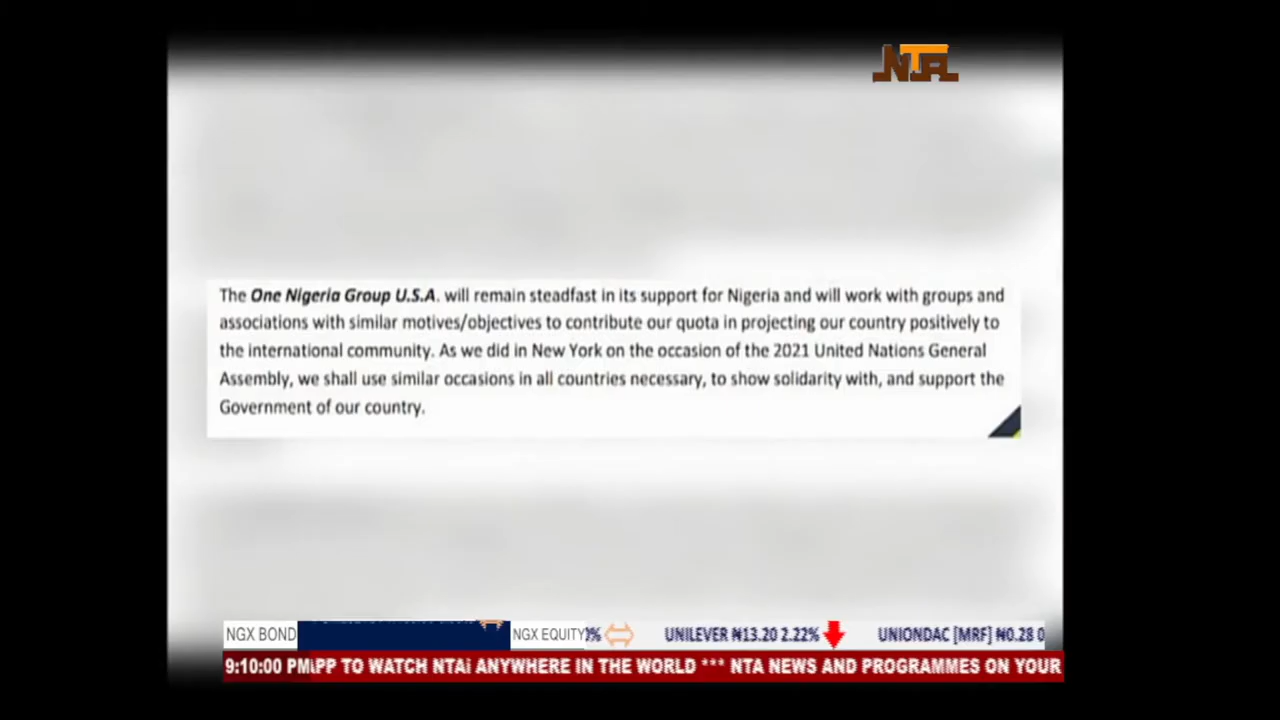 NTA
The One Nigeria Group U.S.A. will remain steadfast in its support for Nigeria and will work with groups and
associations with similar motives/objectives to contribute our quota in projecting our country positively to
the international community. As we did in New York on the occasion of the 2021 United Nations General
Assembly, we shall use similar occasions in all countries necessary, to show solidarity with, and support the
Government of our country.
NGX BOND NGX EQUITY % UNILEVER ₦13.20 2.22% UNIONDAC [MRF] ₦0.28 0
9:10:00 PM APP TO WATCH NTAi ANYWHERE IN THE WORLD *** NTA NEWS AND PROGRAMMES ON YOUR